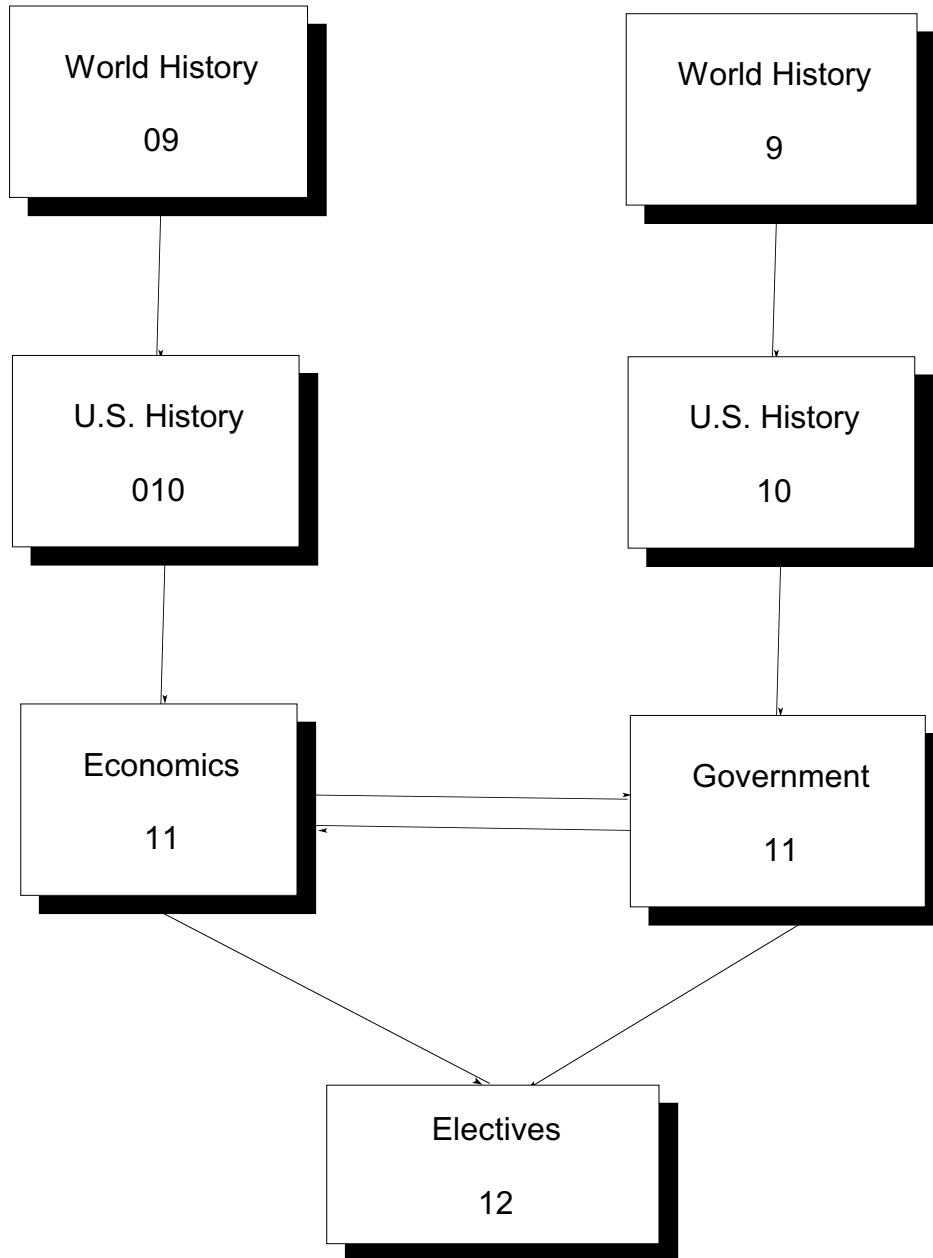 World History
09
World History
9
U.S. History
010
U.S. History
10
Economics
11
Government
11
Electives
12